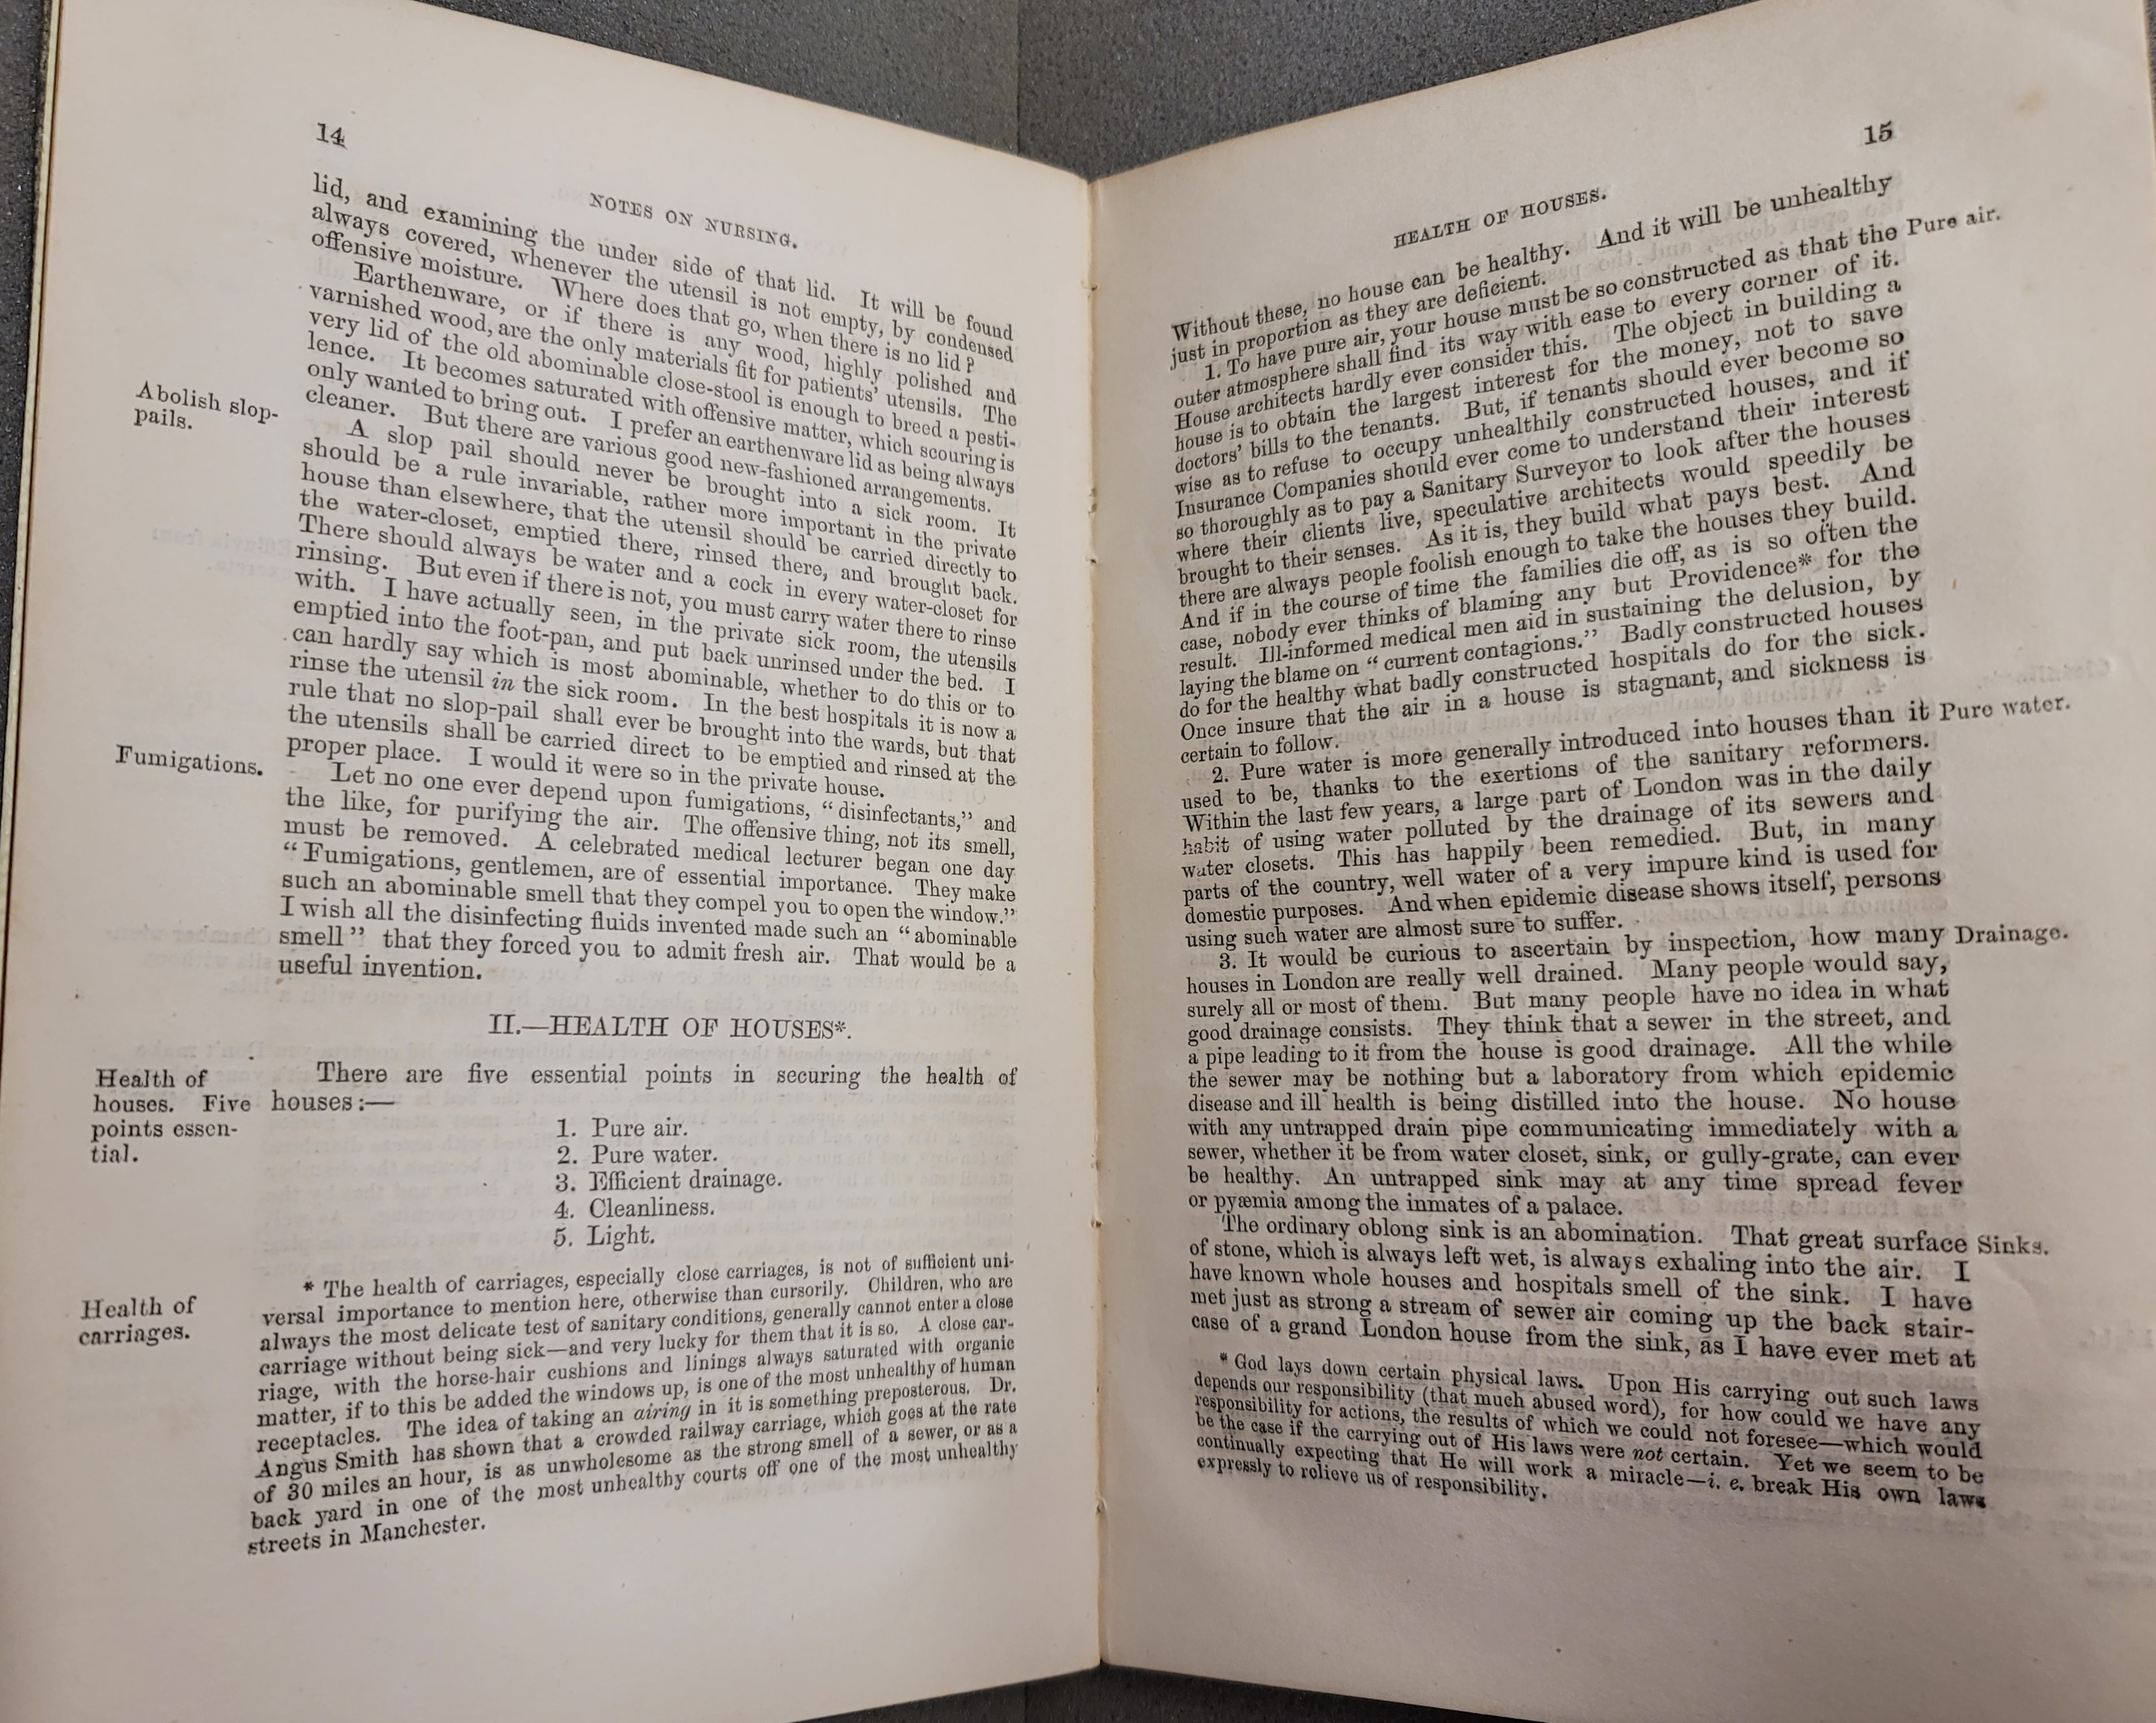 14
NOTES ON NURSING.
lid, and examining the under side of that lid. It will be found
always covered, whenever the utensil is not empty, by condensed
offensive moisture. Where does that go, when there is no lid?
Earthenware, or if there is any wood, highly polished and
varnished wood, are the only materials fit for patients' utensils. The
very lid of the old abominable close-stool is enough to breed a pesti-
lence. It becomes saturated with offensive matter, which scouring is
only wanted to bring out. I prefer an earthenware lid as being always
cleaner. But there are various good new-fashioned arrangements.
Abolish slop-
pails.
A slop pail should never be brought into a sick room. It
should be a rule invariable, rather more important in the private
house than elsewhere, that the utensil should be carried directly to
the water-closet, emptied there, rinsed there, and brought back.
There should always be water and a cock in every water-closet for
rinsing. But even if there is not, you must carry water there to rinse
with. I have actually seen, in the private sick room, the utensils
emptied into the foot-pan, and put back unrinsed under the bed. I
can hardly say which is most abominable, whether to do this or to
rinse the utensil in the sick room. In the best hospitals it is now a
rule that no slop-pail shall ever be brought into the wards, but that
the utensils shall be carried direct to be emptied and rinsed at the
proper place. I would it were so in the private house.
Fumigations.
Let no one ever depend upon fumigations, "disinfectants," and
the like, for purifying the air. The offensive thing, not its smell,
must be removed. A celebrated medical lecturer began one day
"Fumigations, gentlemen, are of essential importance. They make
such an abominable smell that they compel you to open the window."
I wish all the disinfecting fluids invented made such an "abominable
smell" that they forced you to admit fresh air. That would be a
useful invention.
II.—HEALTH OF HOUSES*.
Health of
houses. Five
points essen-
tial.
There are five essential points in securing the health of
houses:—
1. Pure air.
2. Pure water.
3. Efficient drainage.
4. Cleanliness.
5. Light.
Health of
carriages.
* The health of carriages, especially close carriages, is not of sufficient uni-
versal importance to mention here, otherwise than cursorily. Children, who are
always the most delicate test of sanitary conditions, generally cannot enter a close
carriage without being sick—and very lucky for them that it is so. A close car-
riage, with the horse-hair cushions and linings always saturated with organic
matter, if to this be added the windows up, is one of the most unhealthy of human
receptacles. The idea of taking an airing in it is something preposterous. Dr.
Angus Smith has shown that a crowded railway carriage, which goes at the rate
of 30 miles an hour, is as unwholesome as the strong smell of a sewer, or as a
back yard in one of the most unhealthy courts off one of the most unhealthy
streets in Manchester.
15
HEALTH OF HOUSES.
Without these, no house can be healthy. And it will be unhealthy
just in proportion as they are deficient.
1. To have pure air, your house must be so constructed as that the
Pure air.
outer atmosphere shall find its way with ease to every corner of it.
House architects hardly ever consider this. The object in building a
house is to obtain the largest interest for the money, not to save
doctors' bills to the tenants. But, if tenants should ever become so
wise as to refuse to occupy unhealthily constructed houses, and if
Insurance Companies should ever come to understand their interest
so thoroughly as to pay a Sanitary Surveyor to look after the houses
where their clients live, speculative architects would speedily be
brought to their senses. As it is, they build what pays best. And
there are always people foolish enough to take the houses they build.
And if in the course of time the families die off, as is so often the
case, nobody ever thinks of blaming any but Providence* for the
result. Ill-informed medical men aid in sustaining the delusion, by
laying the blame on "current contagions." Badly constructed houses
do for the healthy what badly constructed hospitals do for the sick.
Once insure that the air in a house is stagnant, and sickness is
certain to follow.
2. Pure water is more generally introduced into houses than it
Pure water.
used to be, thanks to the exertions of the sanitary reformers.
Within the last few years, a large part of London was in the daily
habit of using water polluted by the drainage of its sewers and
water closets. This has happily been remedied. But, in many
parts of the country, well water of a very impure kind is used for
domestic purposes. And when epidemic disease shows itself, persons
using such water are almost sure to suffer.
3. It would be curious to ascertain by inspection, how many
Drainage.
houses in London are really well drained. Many people would say,
surely all or most of them. But many people have no idea in what
good drainage consists. They think that a sewer in the street, and
a pipe leading to it from the house is good drainage. All the while
the sewer may be nothing but a laboratory from which epidemic
disease and ill health is being distilled into the house. No house
with any untrapped drain pipe communicating immediately with a
sewer, whether it be from water closet, sink, or gully-grate, can ever
be healthy. An untrapped sink may at any time spread fever
or pyæmia among the inmates of a palace.
The ordinary oblong sink is an abomination. That great surface
Sinks.
of stone, which is always left wet, is always exhaling into the air. I
have known whole houses and hospitals smell of the sink. I have
met just as strong a stream of sewer air coming up the back stair-
case of a grand London house from the sink, as I have ever met at
* God lays down certain physical laws. Upon His carrying out such laws
depends our responsibility (that much abused word), for how could we have any
responsibility for actions, the results of which we could not foresee—which would
be the case if the carrying out of His laws were not certain. Yet we seem to be
continually expecting that He will work a miracle—i. e. break His own laws
expressly to relieve us of responsibility.